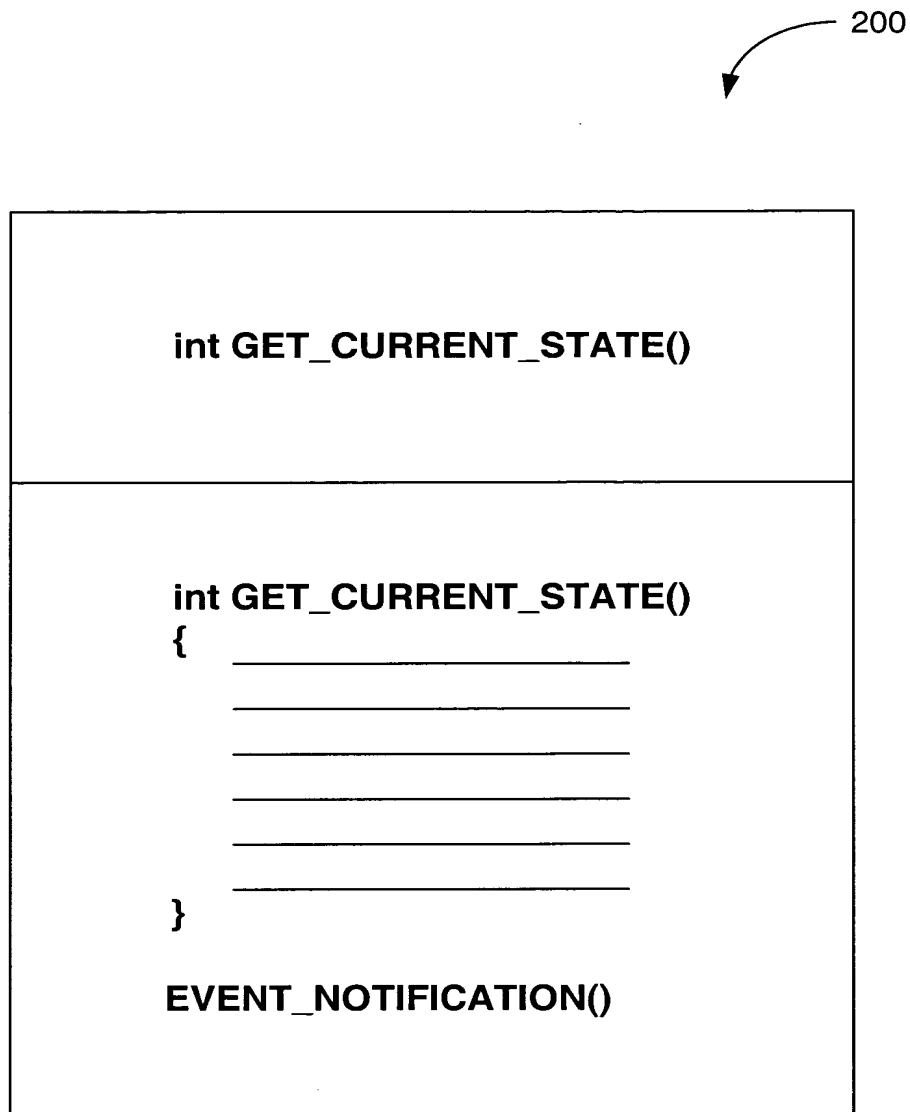 200
int GET_CURRENT_STATE()
int GET_CURRENT_STATE()
{
}
EVENT_NOTIFICATION()